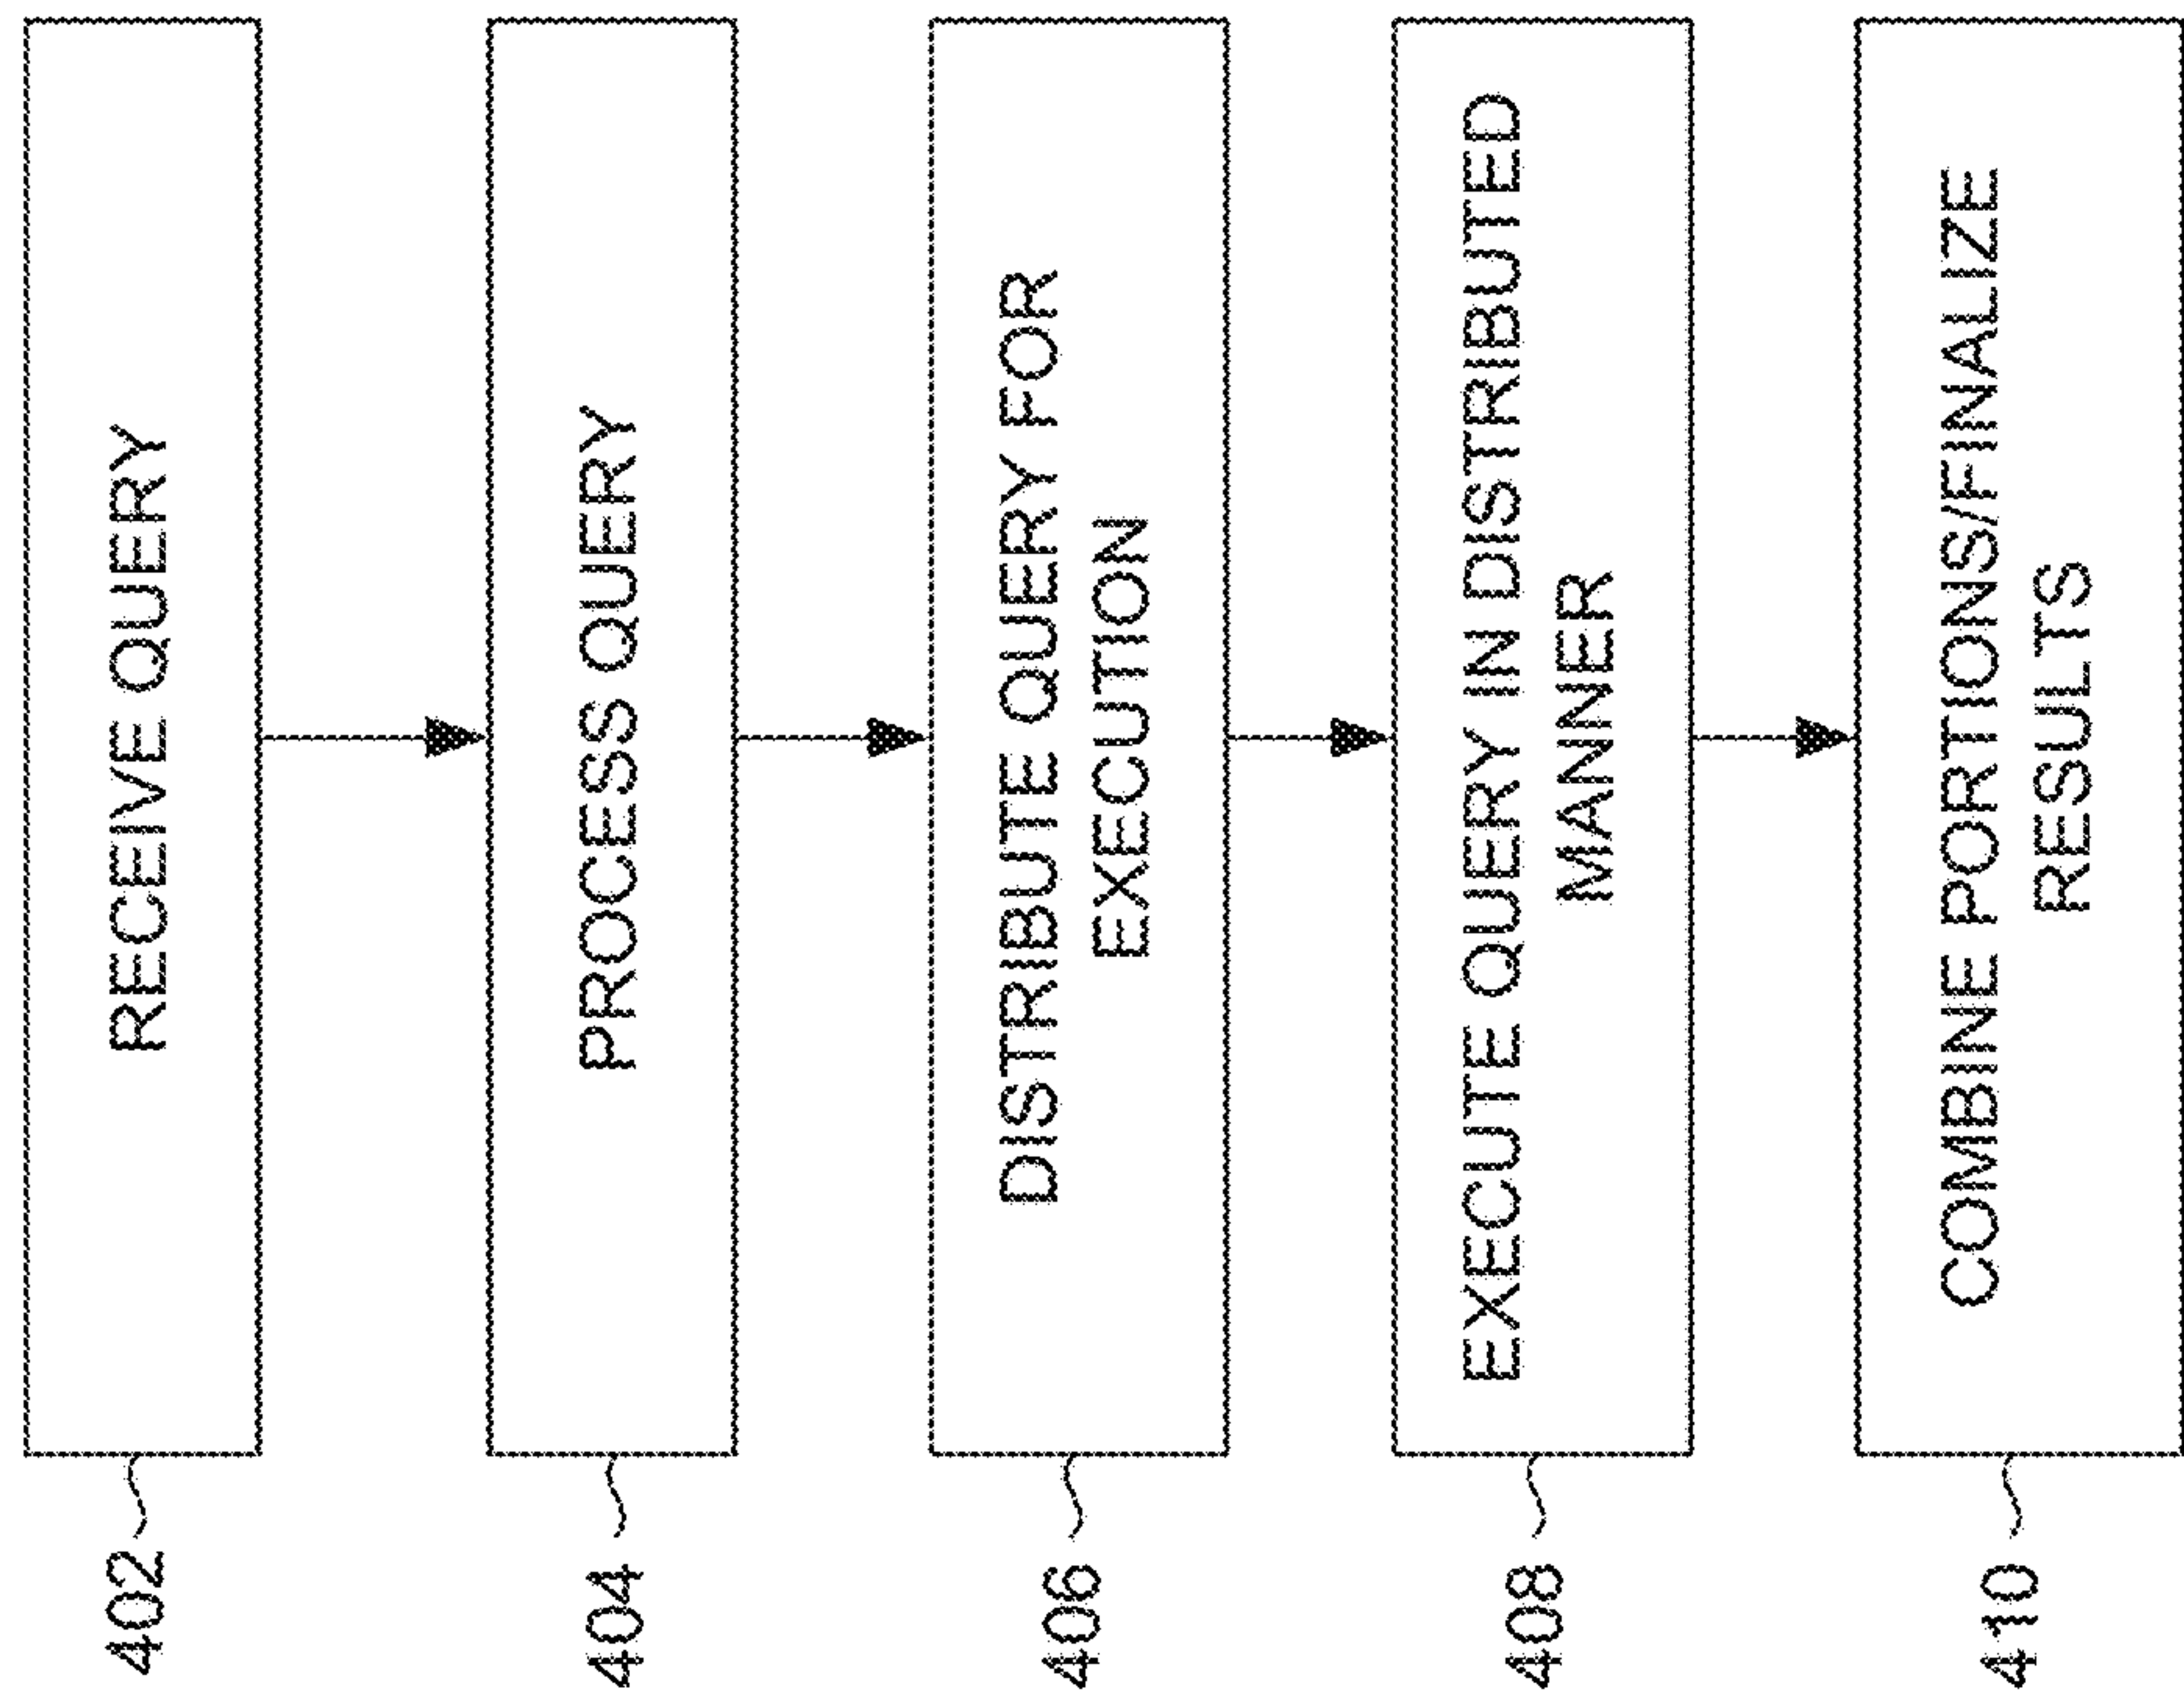 402
RECEIVE QUERY
404
PROCESS QUERY
406
DISTRIBUTE QUERY FOR
EXECUTION
408
EXECUTE QUERY IN DISTRIBUTED
MANNER
410
COMBINE PORTIONS/FINALIZE
RESULTS